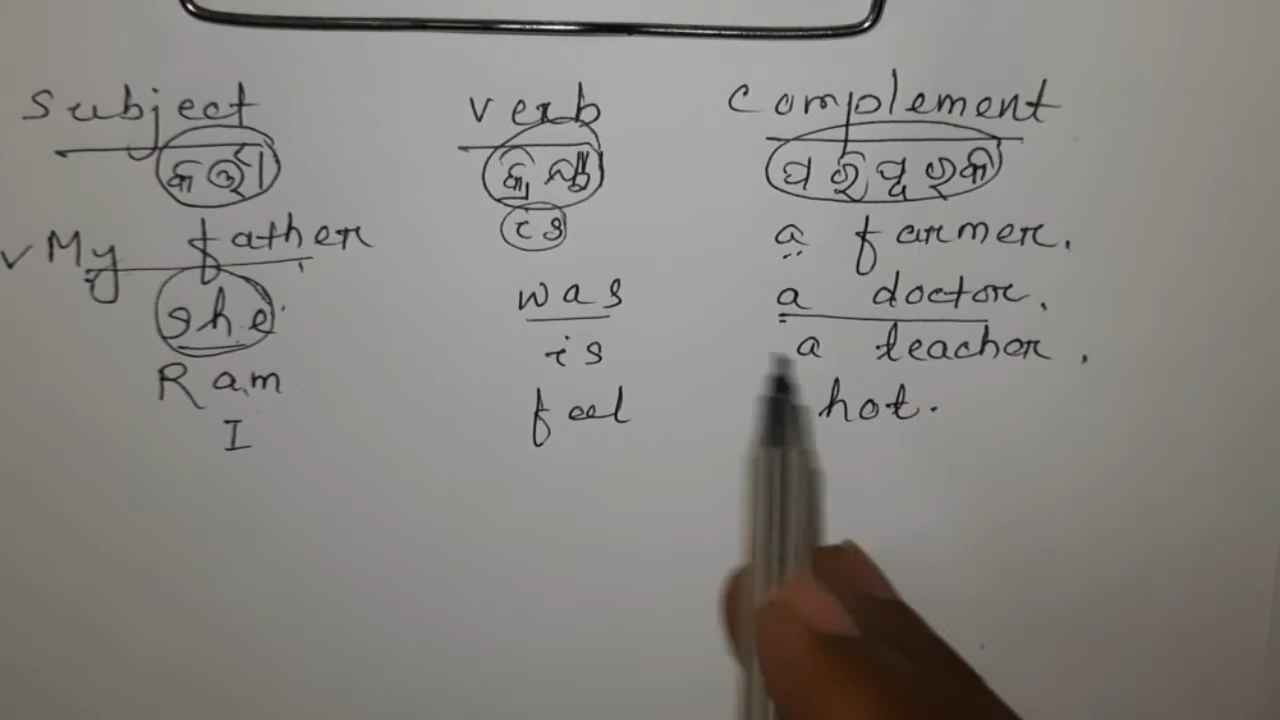 Subject Verb Complement
କର୍ତ୍ତା କ୍ରିୟା ପରିପୂରକ
My father is a farmer.
She was a doctor.
Ram is a teacher.
I feel hot.